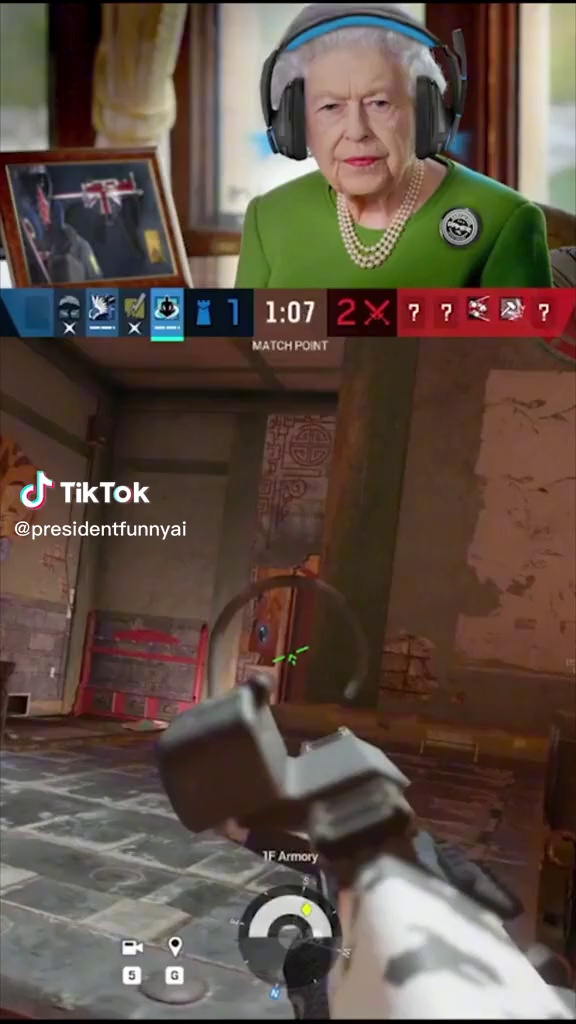 1 1:07 2 ? ? ?
MATCH POINT
TikTok
@presidentfunnyai
1F Armory
S
5 G
N